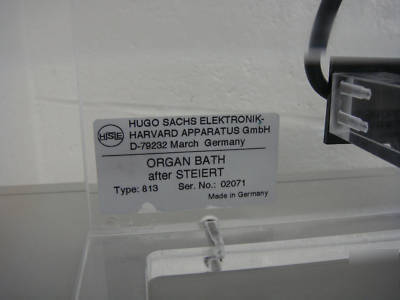 HSE
HUGO SACHS ELEKTRONIK-
HARVARD APPARATUS GmbH
D-79232 March Germany
ORGAN BATH
after STEIERT
Type: 813 Ser. No.: 02071
Made in Germany